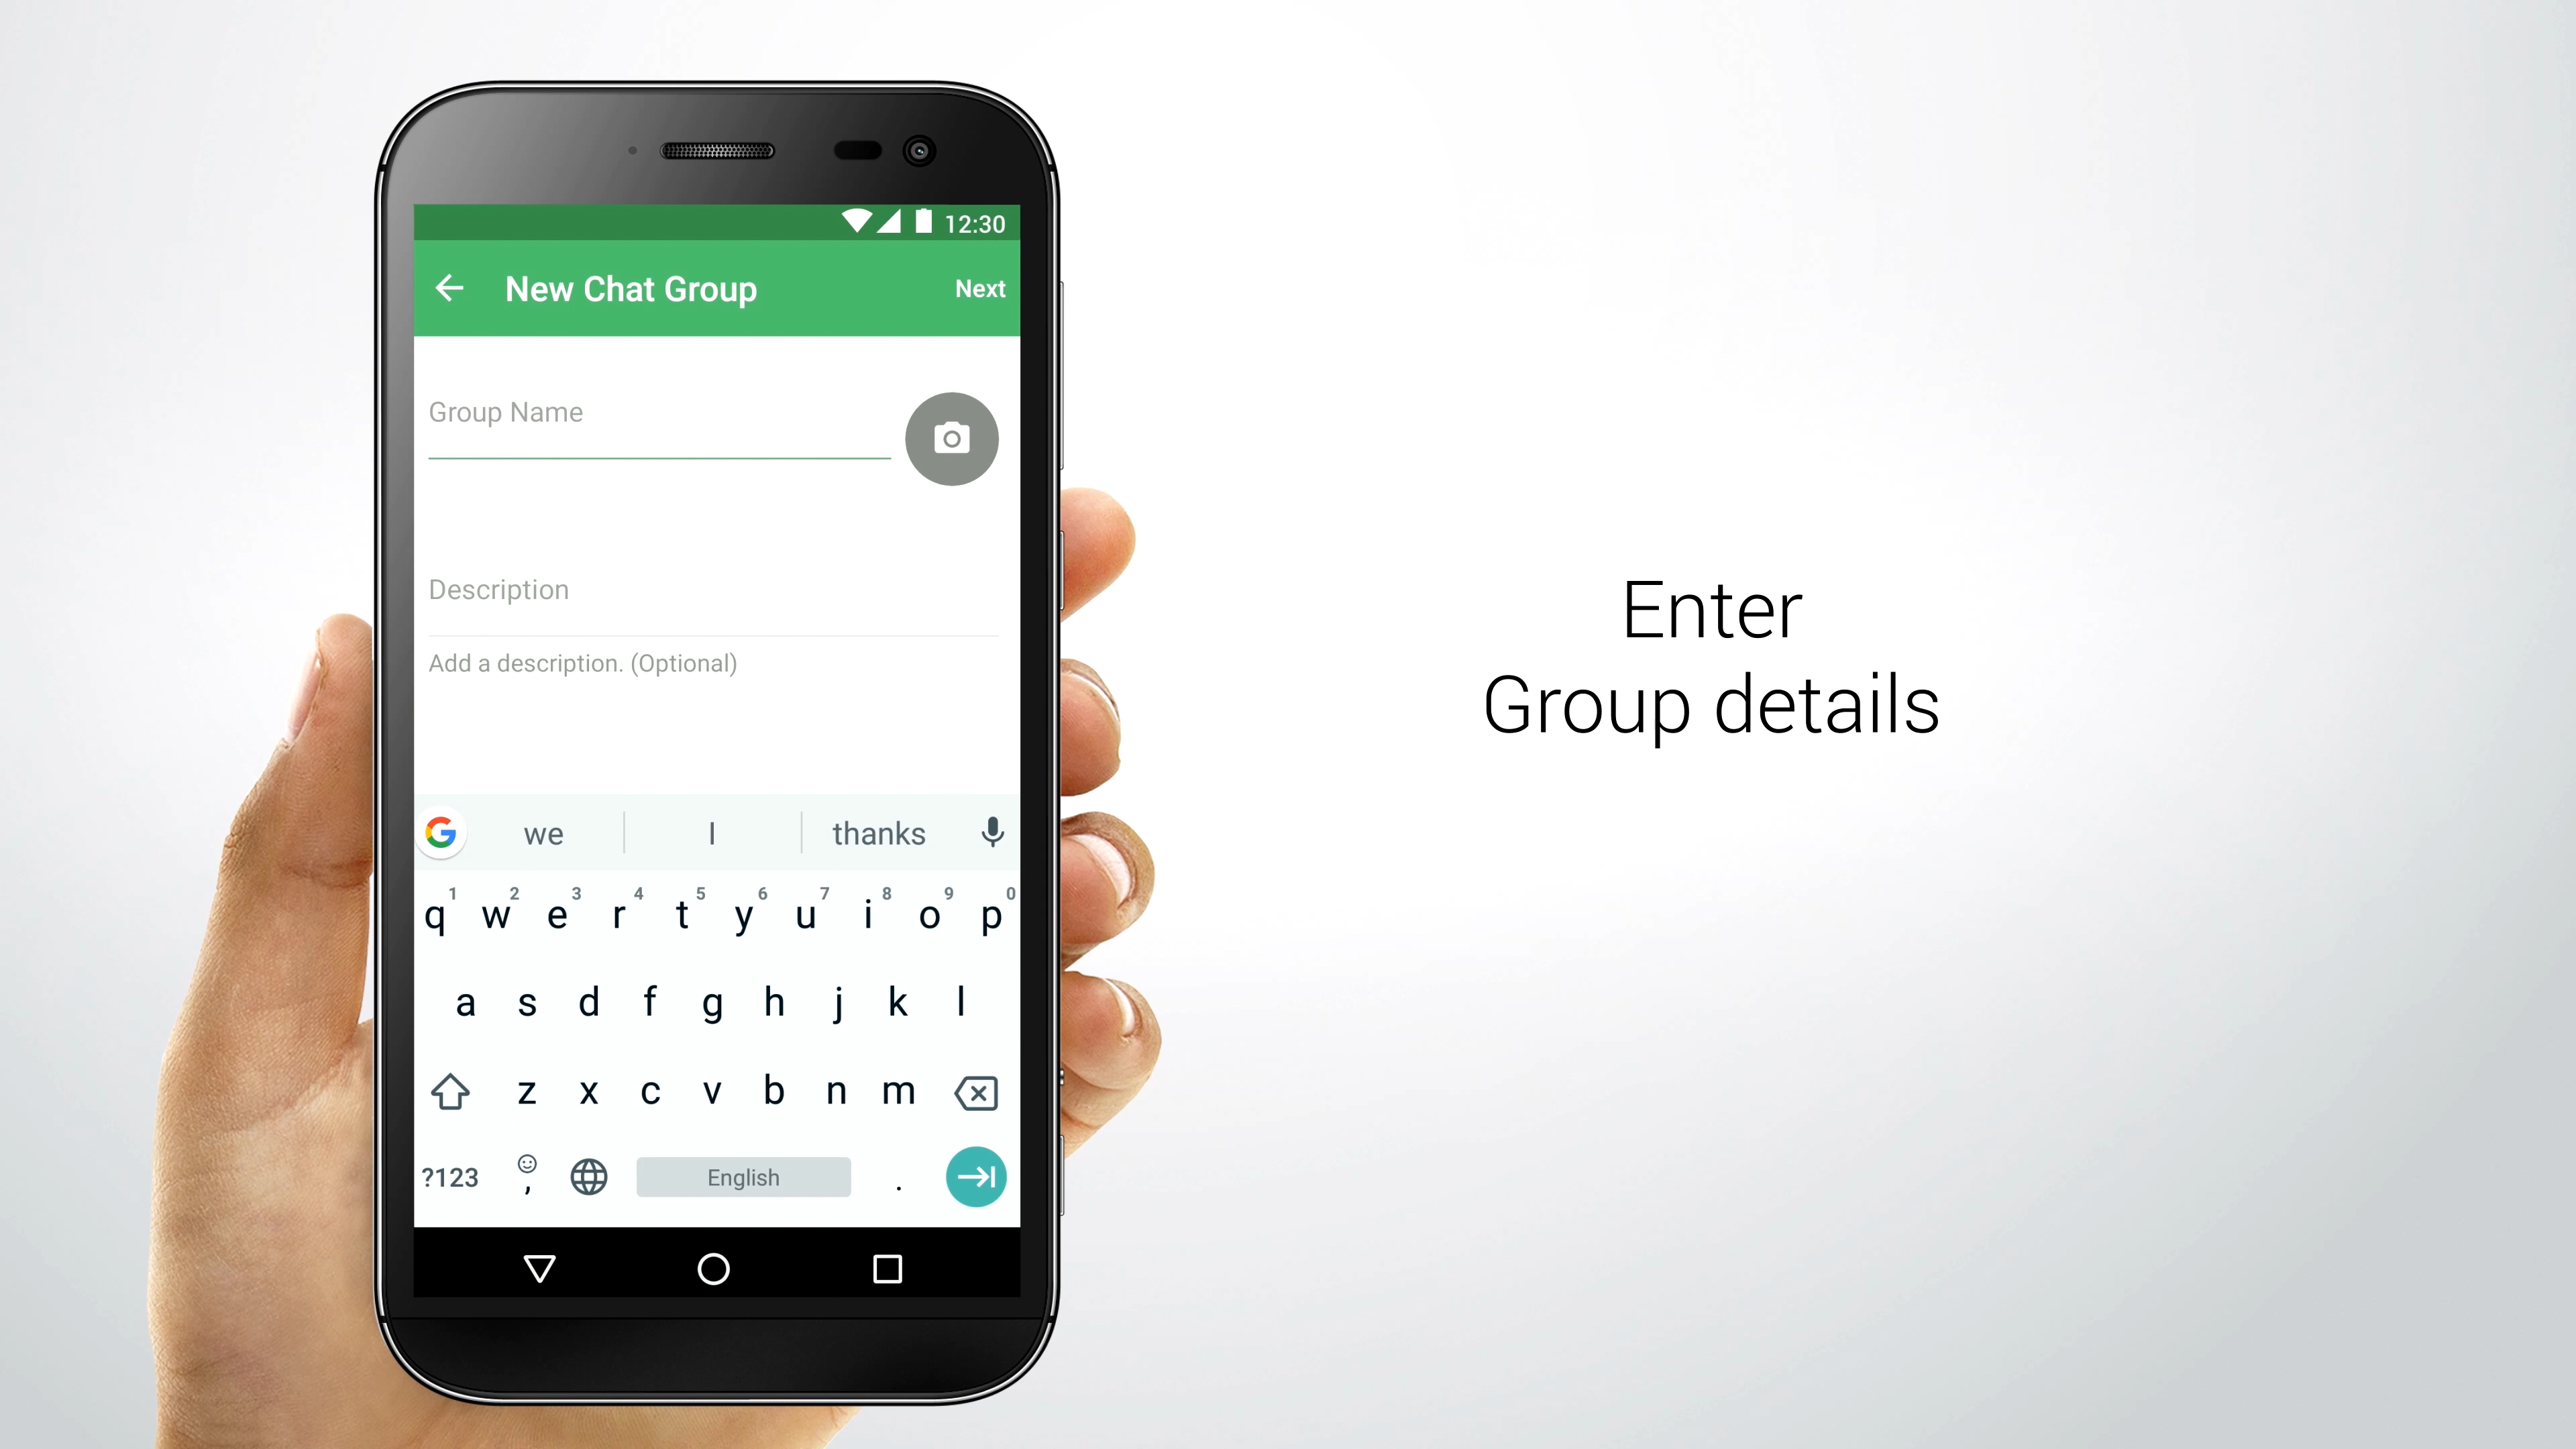 12:30
New Chat Group
Next
Group Name
Description
Add a description. (Optional)
Enter
Group details
G we I thanks
1 2 3 4 5 6 7 8 9 0
q w e r t y u i o p
a s d f g h j k l
z x c v b n m
?123 , English .